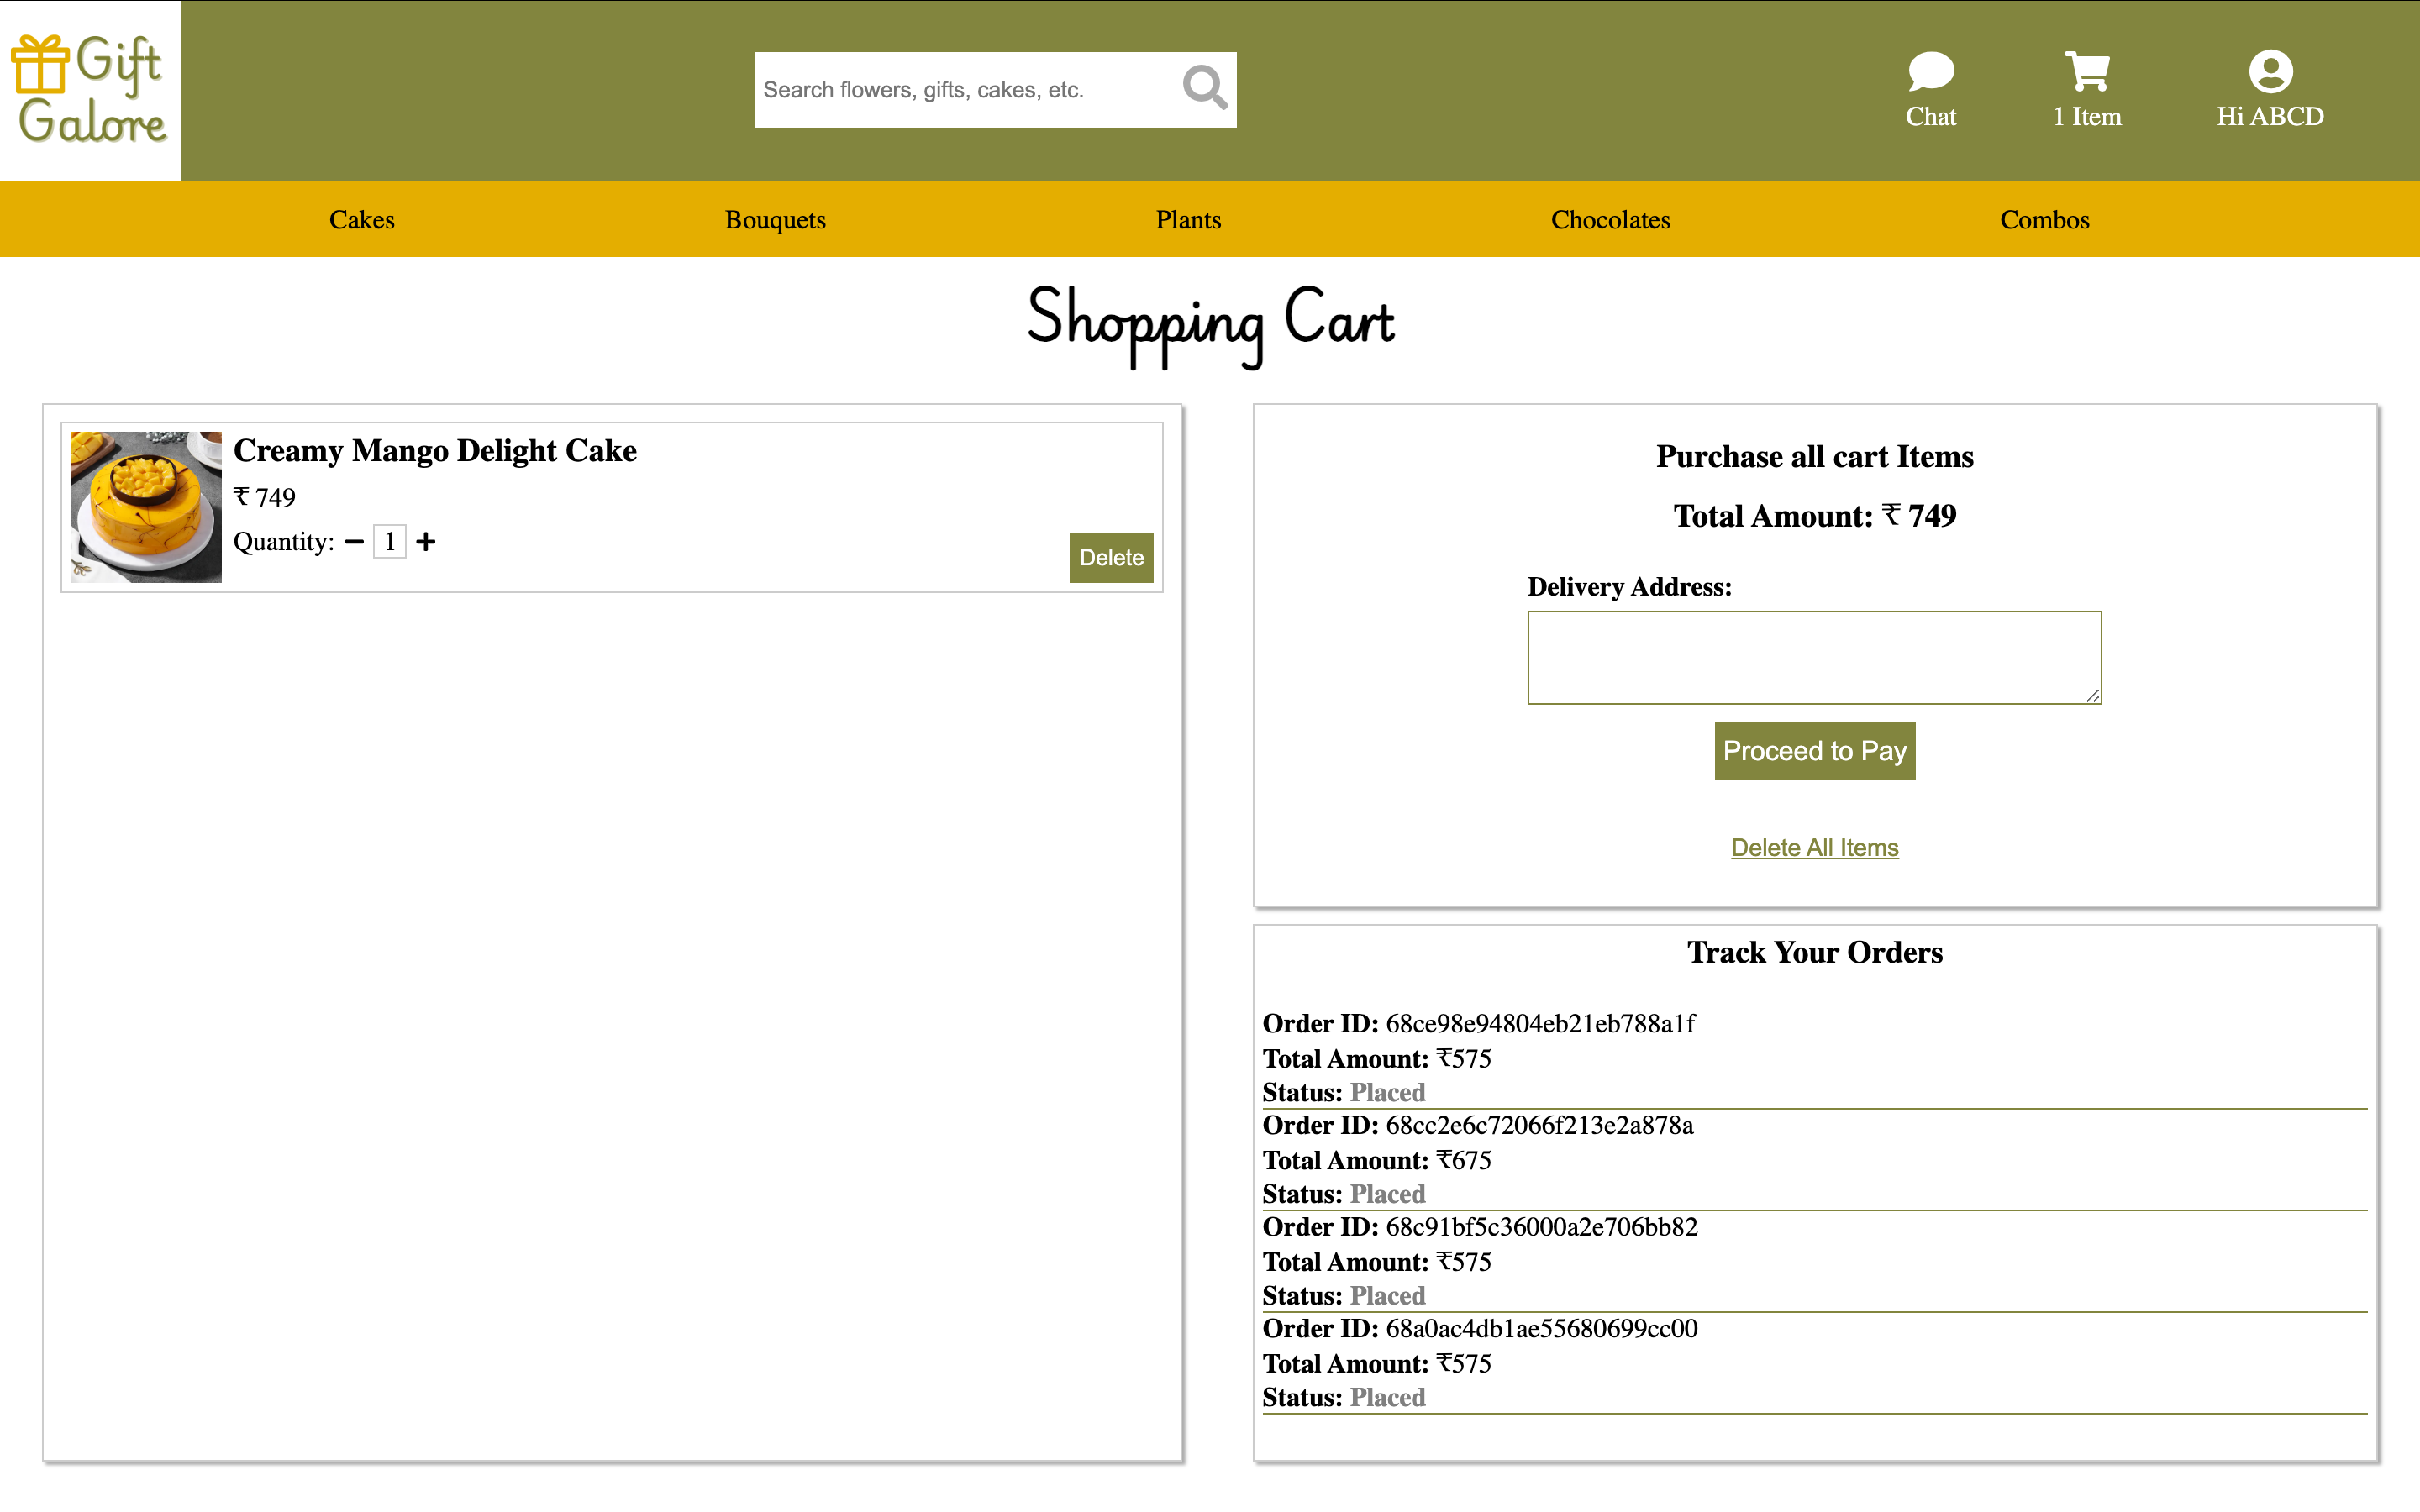 Gift
Galore
Search flowers, gifts, cakes, etc.
Chat
1 Item
Hi ABCD
Cakes
Bouquets
Plants
Chocolates
Combos
Shopping Cart
Creamy Mango Delight Cake
₹ 749
Quantity: 1
Delete
Purchase all cart Items
Total Amount: ₹ 749
Delivery Address:
Proceed to Pay
Delete All Items
Track Your Orders
Order ID: 68ce98e94804eb21eb788a1f
Total Amount: ₹575
Status: Placed
Order ID: 68cc2e6c72066f213e2a878a
Total Amount: ₹675
Status: Placed
Order ID: 68c91bf5c36000a2e706bb82
Total Amount: ₹575
Status: Placed
Order ID: 68a0ac4db1ae55680699cc00
Total Amount: ₹575
Status: Placed